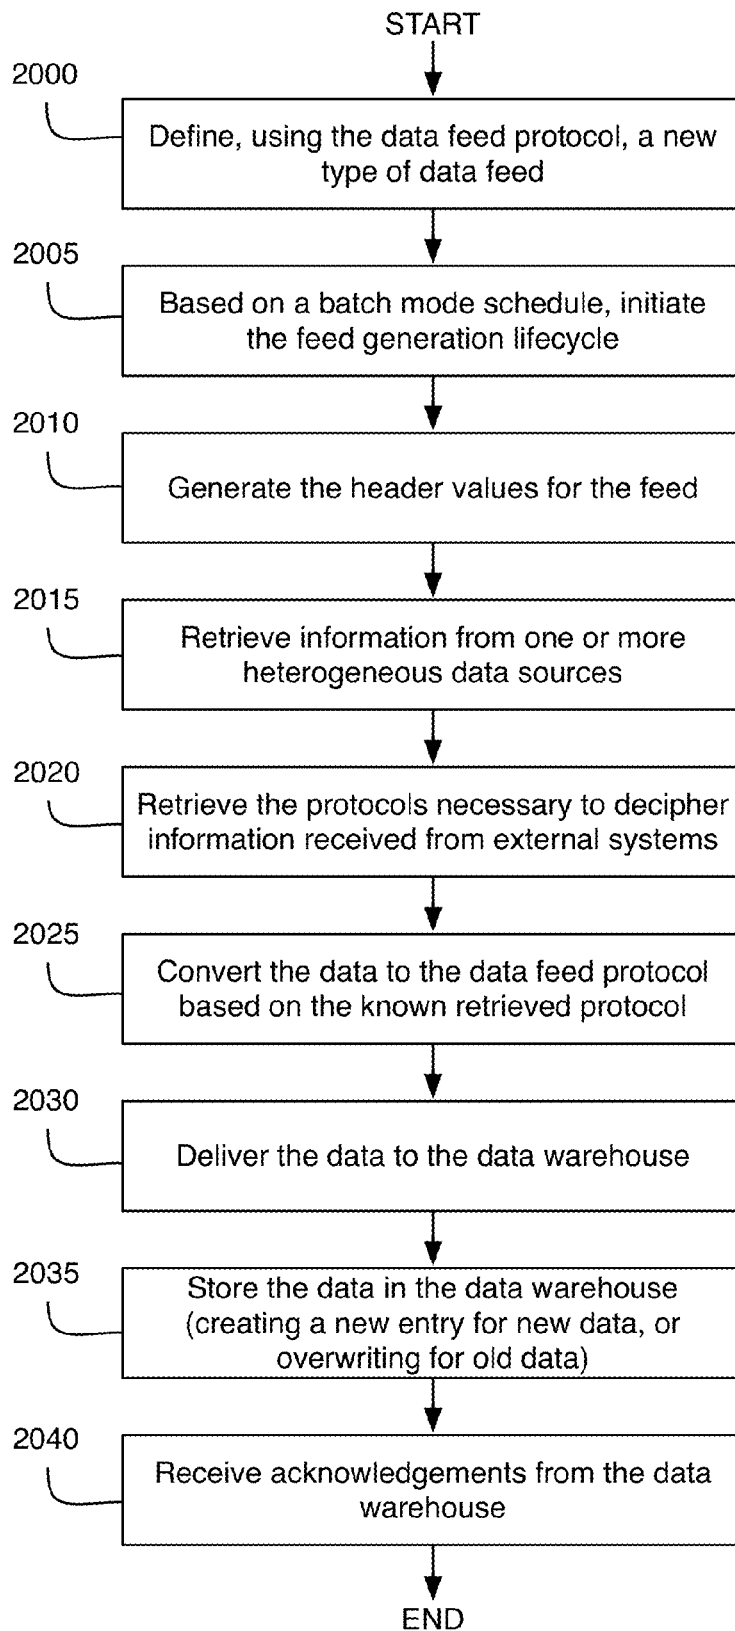 START
2000
Define, using the data feed protocol, a new
type of data feed
2005
Based on a batch mode schedule, initiate
the feed generation lifecycle
2010
Generate the header values for the feed
2015
Retrieve information from one or more
heterogeneous data sources
2020
Retrieve the protocols necessary to decipher
information received from external systems
2025
Convert the data to the data feed protocol
based on the known retrieved protocol
2030
Deliver the data to the data warehouse
2035
Store the data in the data warehouse
(creating a new entry for new data, or
overwriting for old data)
2040
Receive acknowledgements from the data
warehouse
END